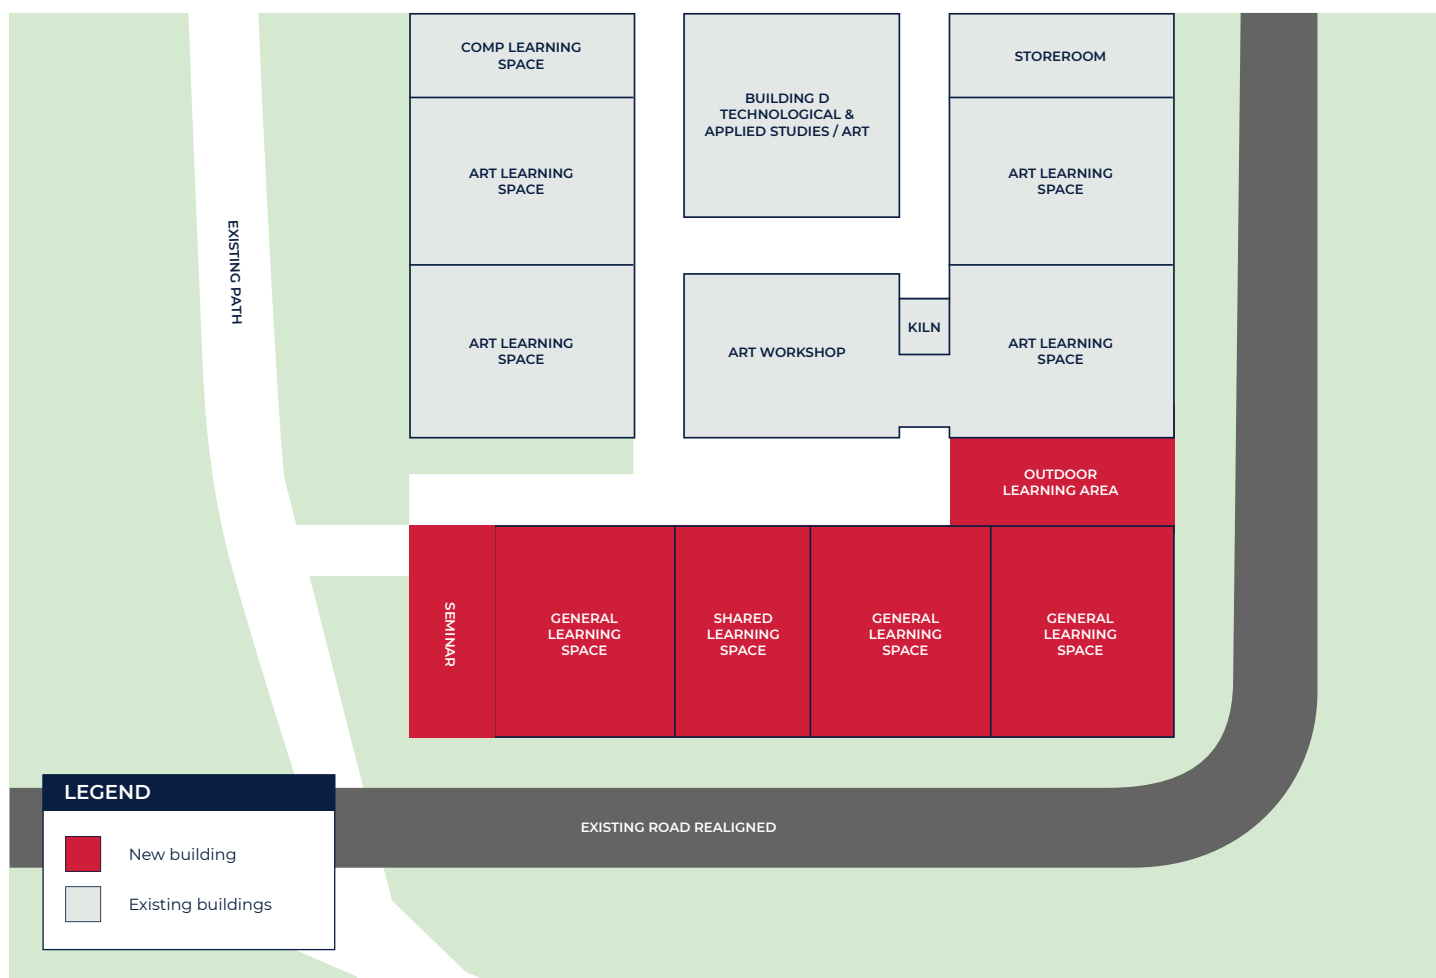 COMP LEARNING
SPACE
BUILDING D
TECHNOLOGICAL &
APPLIED STUDIES / ART
STOREROOM
ART LEARNING
SPACE
ART LEARNING
SPACE
EXISTING PATH
ART LEARNING
SPACE
ART WORKSHOP
KILN
ART LEARNING
SPACE
OUTDOOR
LEARNING AREA
SEMINAR
GENERAL
LEARNING
SPACE
SHARED
LEARNING
SPACE
GENERAL
LEARNING
SPACE
GENERAL
LEARNING
SPACE
EXISTING ROAD REALIGNED
LEGEND
New building
Existing buildings